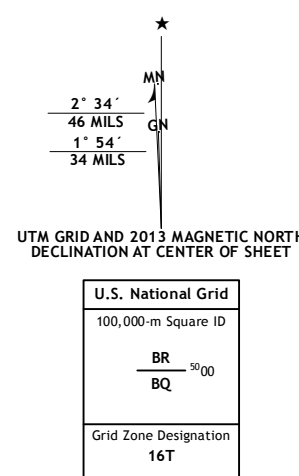 ★
MN
2° 34´
46 MILS
GN
1° 54´
34 MILS
UTM GRID AND 2013 MAGNETIC NORTH
DECLINATION AT CENTER OF SHEET
U.S. National Grid
100,000-m Square ID
BR
5000
BQ
Grid Zone Designation
16T